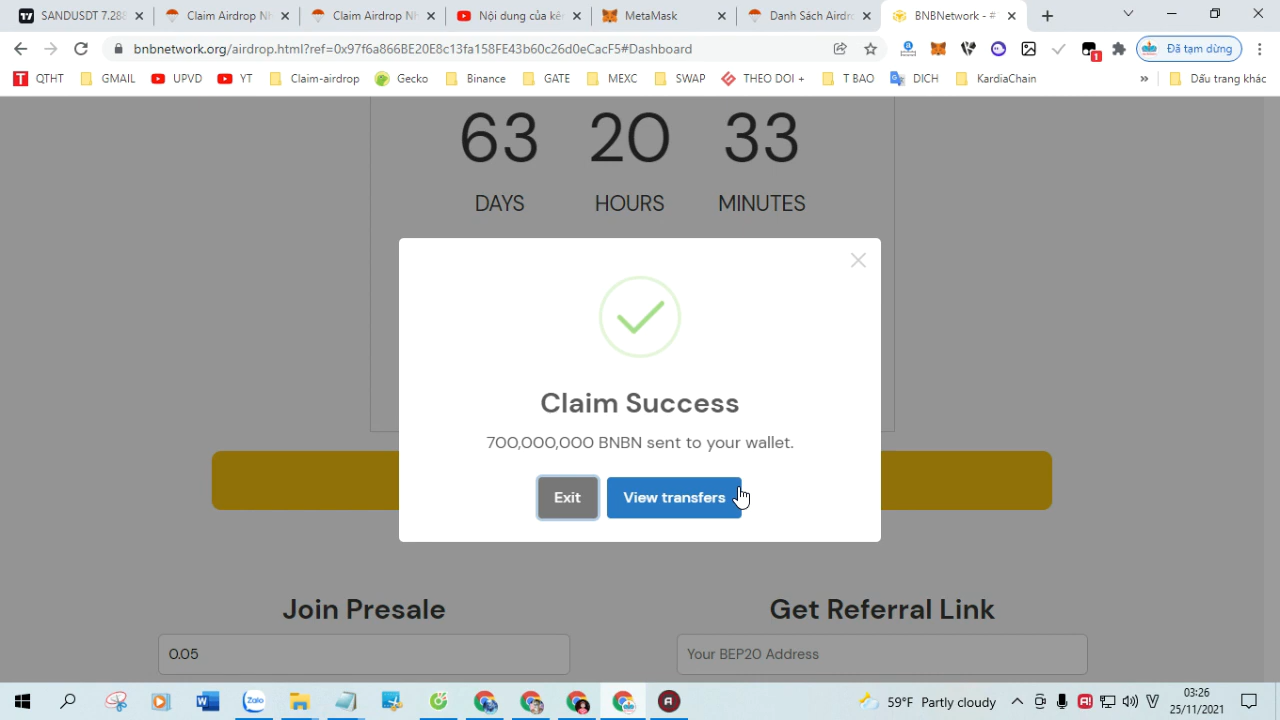 SANDUSDT 7.285
Claim Airdrop Nh
Claim Airdrop Nh
Nội dung của kê
MetaMask
Danh Sách Airdro
BNBNetwork - #
bnbnetwork.org/airdrop.html?ref=0x97f6a866BE20E8c13fa158FE43b60c26d0eCacF5#Dashboard
1
Đã tạm dừng
QTHT
GMAIL
UPVD
YT
Claim-airdrop
Gecko
Binance
GATE
MEXC
SWAP
THEO DOI +
T BAO
DICH
KardiaChain
»
Dấu trang khác
63 20 33
DAYS HOURS MINUTES
Claim Success
700,000,000 BNBN sent to your wallet.
Exit
View transfers
Join Presale
Get Referral Link
0.05
Your BEP20 Address
Zalo
59°F Partly cloudy
03:26
25/11/2021